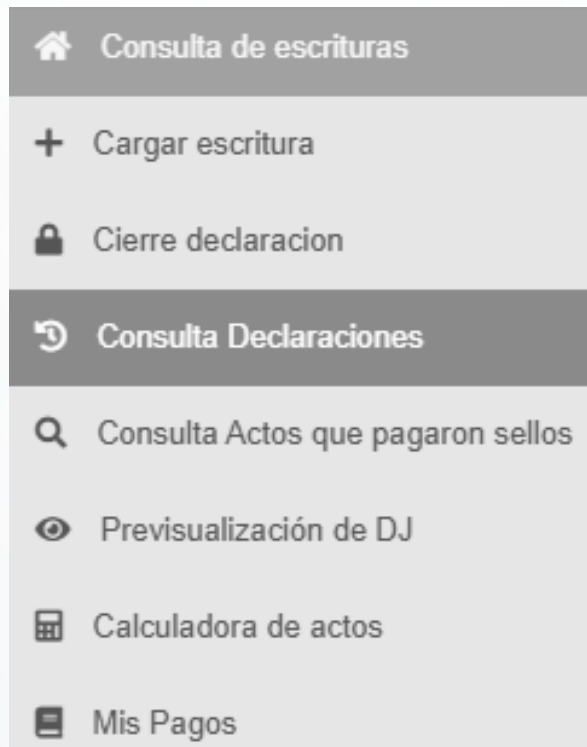 Consulta de escrituras
Cargar escritura
Cierre declaracion
Consulta Declaraciones
Consulta Actos que pagaron sellos
Previsualización de DJ
Calculadora de actos
Mis Pagos